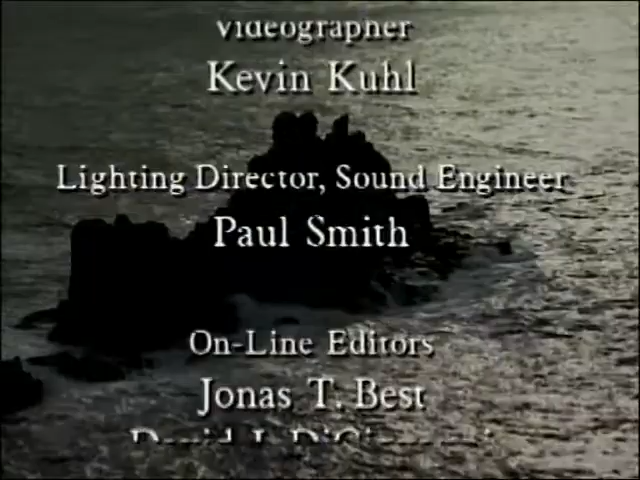 Videographer
Kevin Kuhl
Lighting Director, Sound Engineer
Paul Smith
On-Line Editors
Jonas T. Best